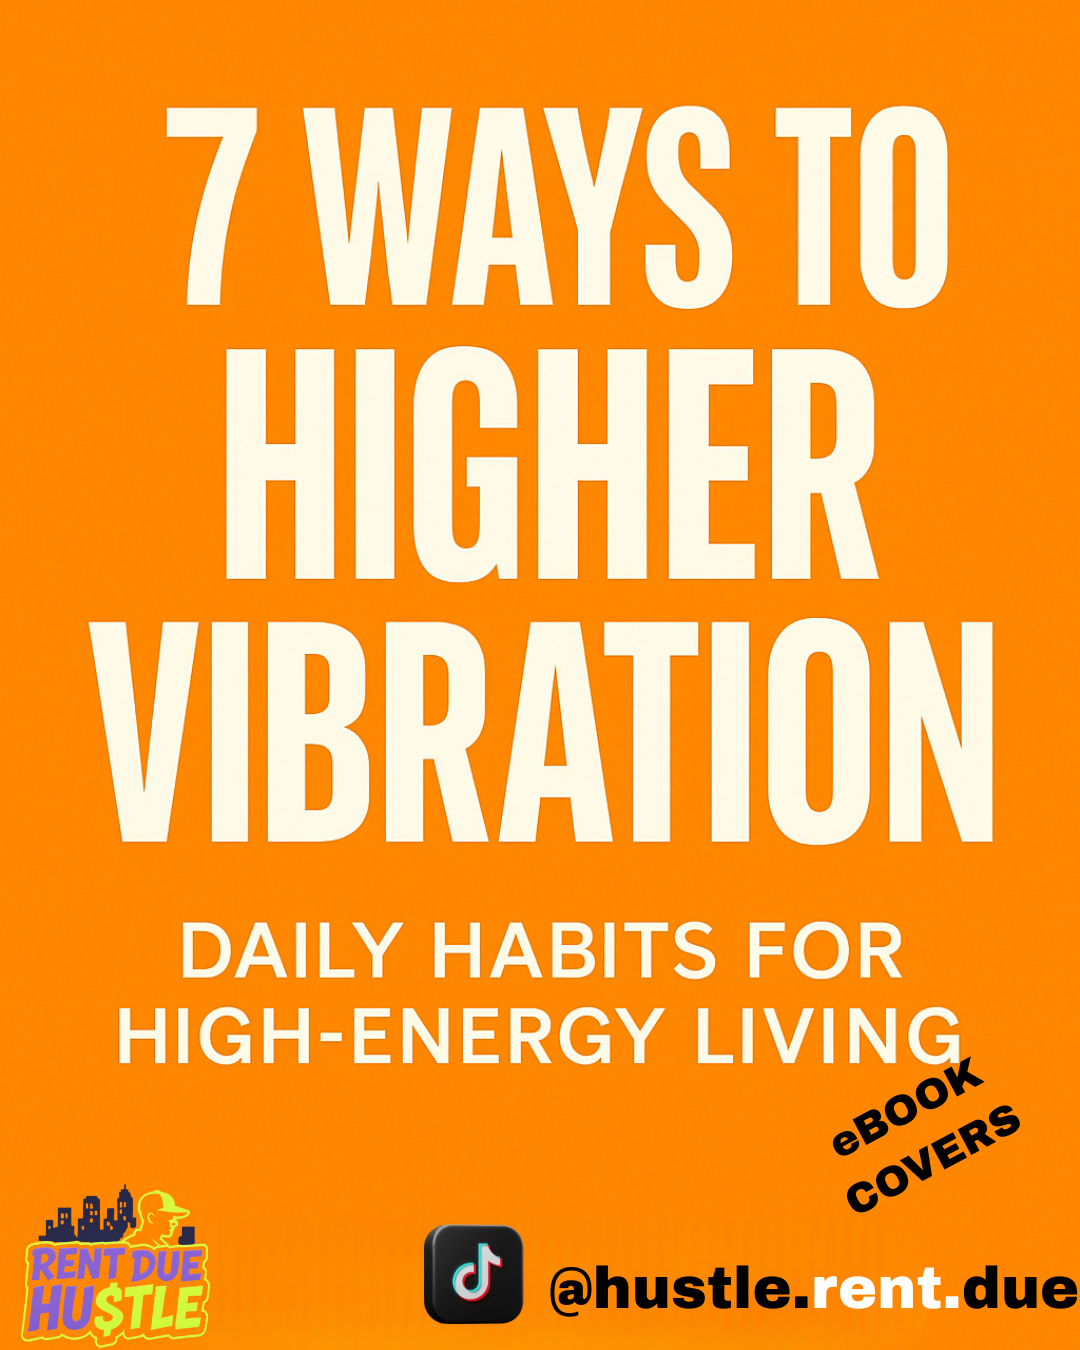 7 WAYS TO
HIGHER
VIBRATION
DAILY HABITS FOR
HIGH-ENERGY LIVING
eBOOK
COVERS
RENT DUE
HU$TLE
@hustle.rent.due